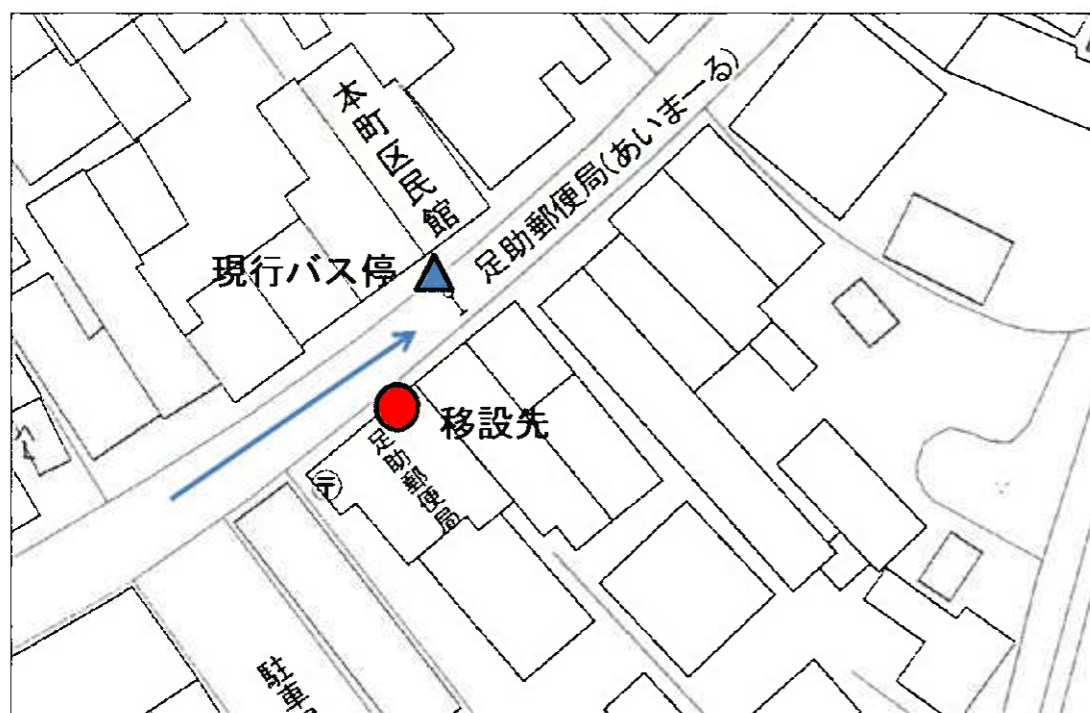 本町区民館
足助郵便局(あいまーる)
現行バス停
移設先
足助郵便局
〒
駐車